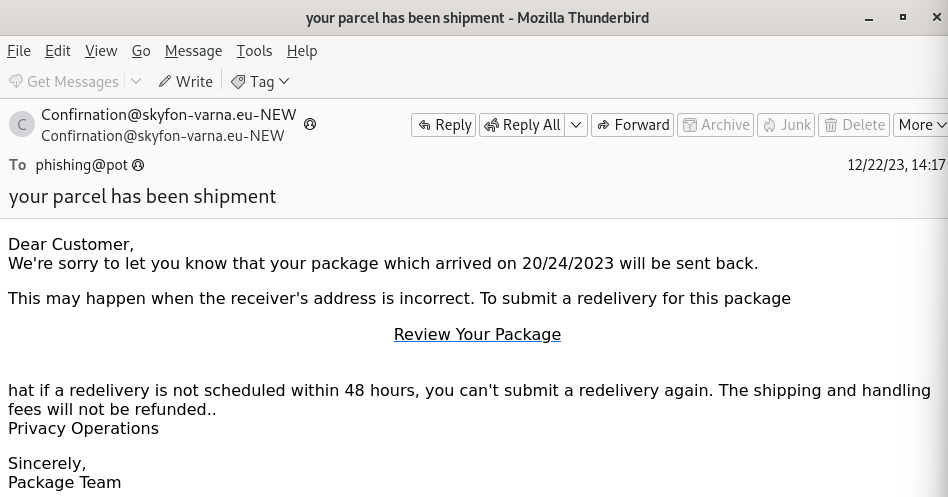 your parcel has been shipment - Mozilla Thunderbird
File Edit View Go Message Tools Help
Get Messages Write Tag
C Confirnation@skyfon-varna.eu-NEW
Confirnation@skyfon-varna.eu-NEW
Reply Reply All Forward Archive Junk Delete More
To phishing@pot 12/22/23, 14:17
your parcel has been shipment
Dear Customer,
We're sorry to let you know that your package which arrived on 20/24/2023 will be sent back.
This may happen when the receiver's address is incorrect. To submit a redelivery for this package
Review Your Package
hat if a redelivery is not scheduled within 48 hours, you can't submit a redelivery again. The shipping and handling
fees will not be refunded..
Privacy Operations
Sincerely,
Package Team